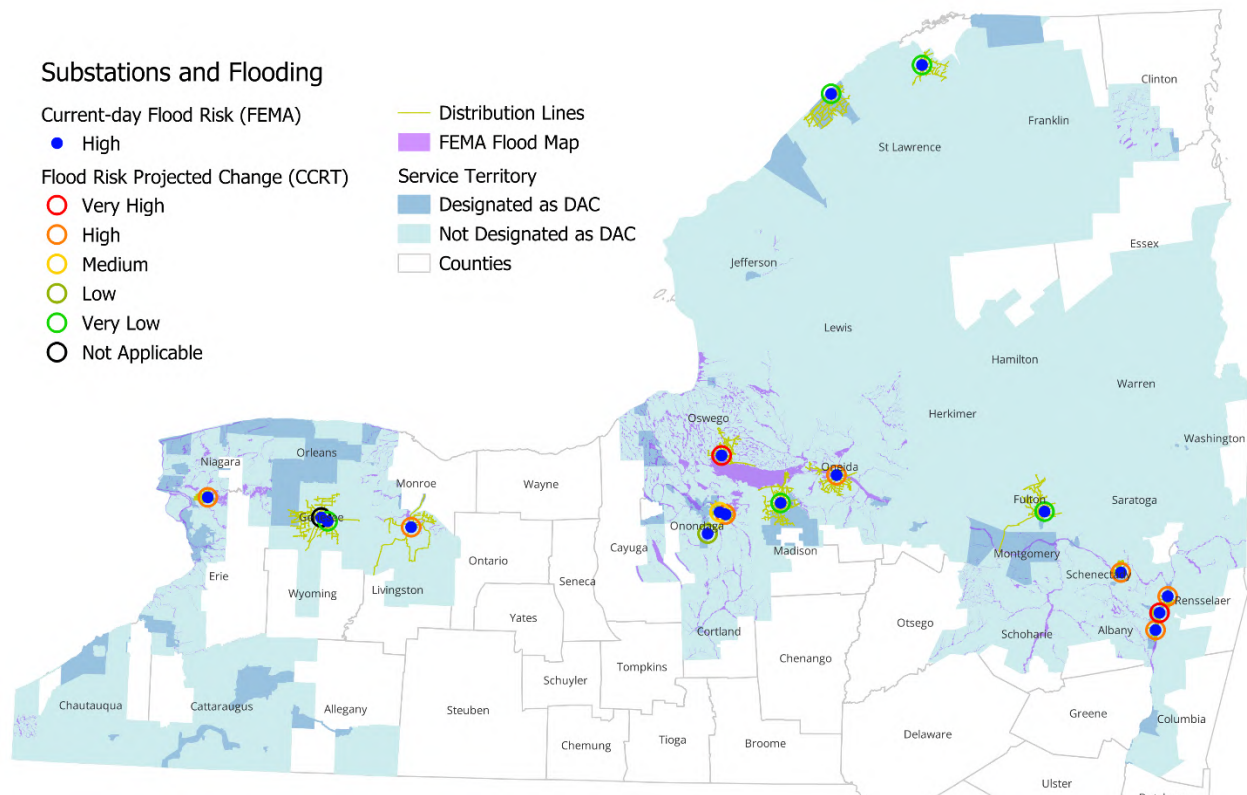 Substations and Flooding
Current-day Flood Risk (FEMA)
High
Flood Risk Projected Change (CCRT)
Very High
High
Medium
Low
Very Low
Not Applicable
Distribution Lines
FEMA Flood Map
Service Territory
Designated as DAC
Not Designated as DAC
Counties
Clinton
Franklin
St Lawrence
Essex
Jefferson
Lewis
Hamilton
Warren
Herkimer
Oswego
Washington
Orleans
Niagara
Oneida
Monroe
Wayne
Fulton
Saratoga
Onondaga
Cayuga
Madison
Montgomery
Ontario
Erie
Seneca
Schenectady
Wyoming
Livingston
Rensselaer
Yates
Otsego
Cortland
Schoharie
Albany
Chenango
Tompkins
Schuyler
Chautauqua
Cattaraugus
Allegany
Steuben
Greene
Columbia
Delaware
Chemung
Tioga
Broome
Ulster